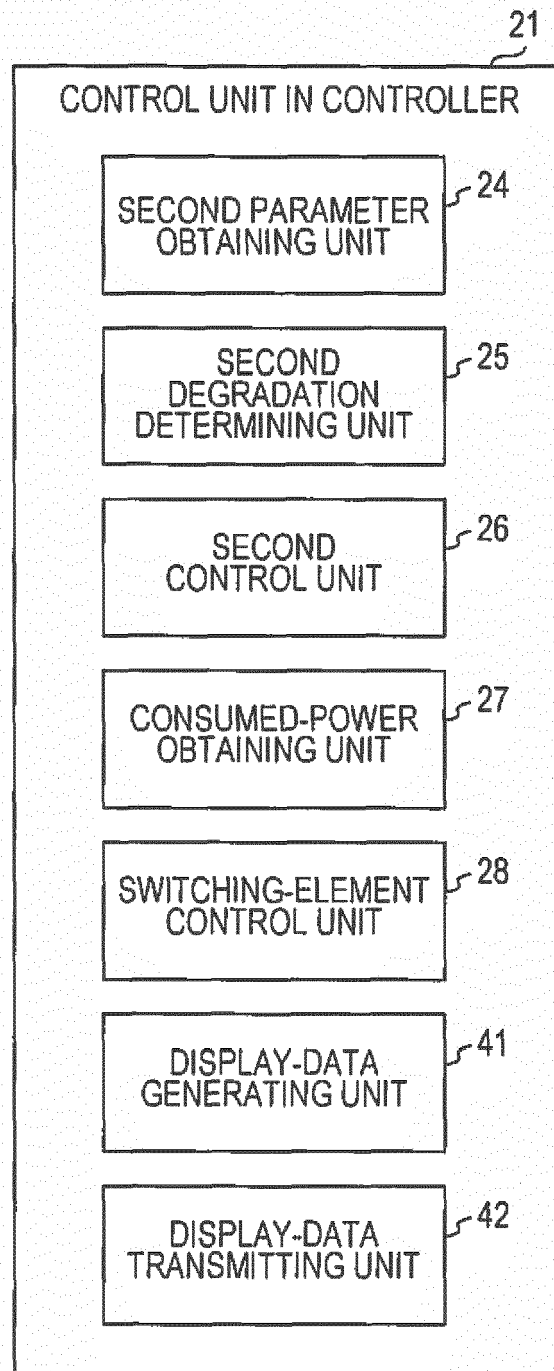 21
CONTROL UNIT IN CONTROLLER
SECOND PARAMETER
OBTAINING UNIT
24
SECOND
DEGRADATION
DETERMINING UNIT
25
SECOND
CONTROL UNIT
26
CONSUMED-POWER
OBTAINING UNIT
27
SWITCHING-ELEMENT
CONTROL UNIT
28
DISPLAY-DATA
GENERATING UNIT
41
DISPLAY-DATA
TRANSMITTING UNIT
42